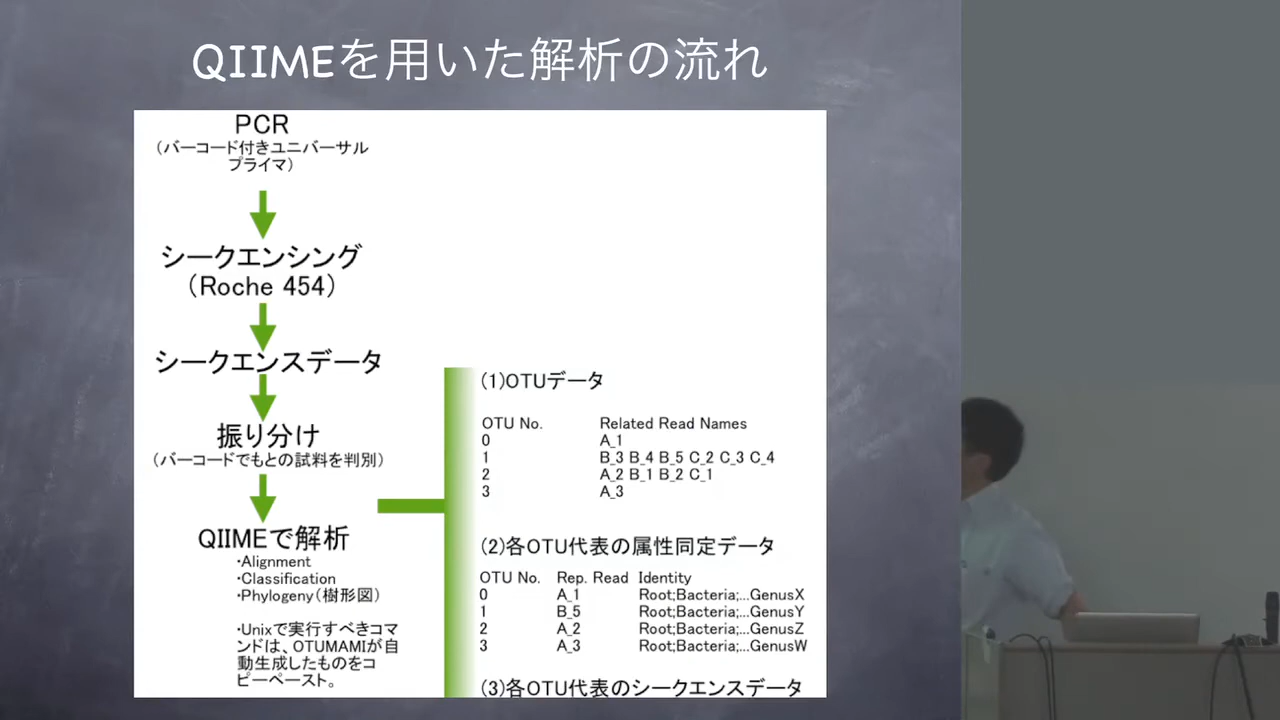 QIIMEを用いた解析の流れ
PCR
(バーコード付きユニバーサル
プライマ)
シークエンシング
(Roche 454)
シークエンスデータ
振り分け
(バーコードでもとの試料を判別)
QIIMEで解析
・Alignment
・Classification
・Phylogeny(樹形図)
・Unixで実行すべきコマ
ンドは、OTUMAMIが自
動生成したものをコ
ピーペースト。
(1)OTUデータ
OTU No. Related Read Names
0 A_1
1 B_3 B_4 B_5 C_2 C_3 C_4
2 A_2 B_1 B_2 C_1
3 A_3
(2)各OTU代表の属性同定データ
OTU No. Rep. Read Identity
0 A_1 Root;Bacteria;...GenusX
1 B_5 Root;Bacteria;...GenusY
2 A_2 Root;Bacteria;...GenusZ
3 A_3 Root;Bacteria;...GenusW
(3)各OTU代表のシークエンスデータ